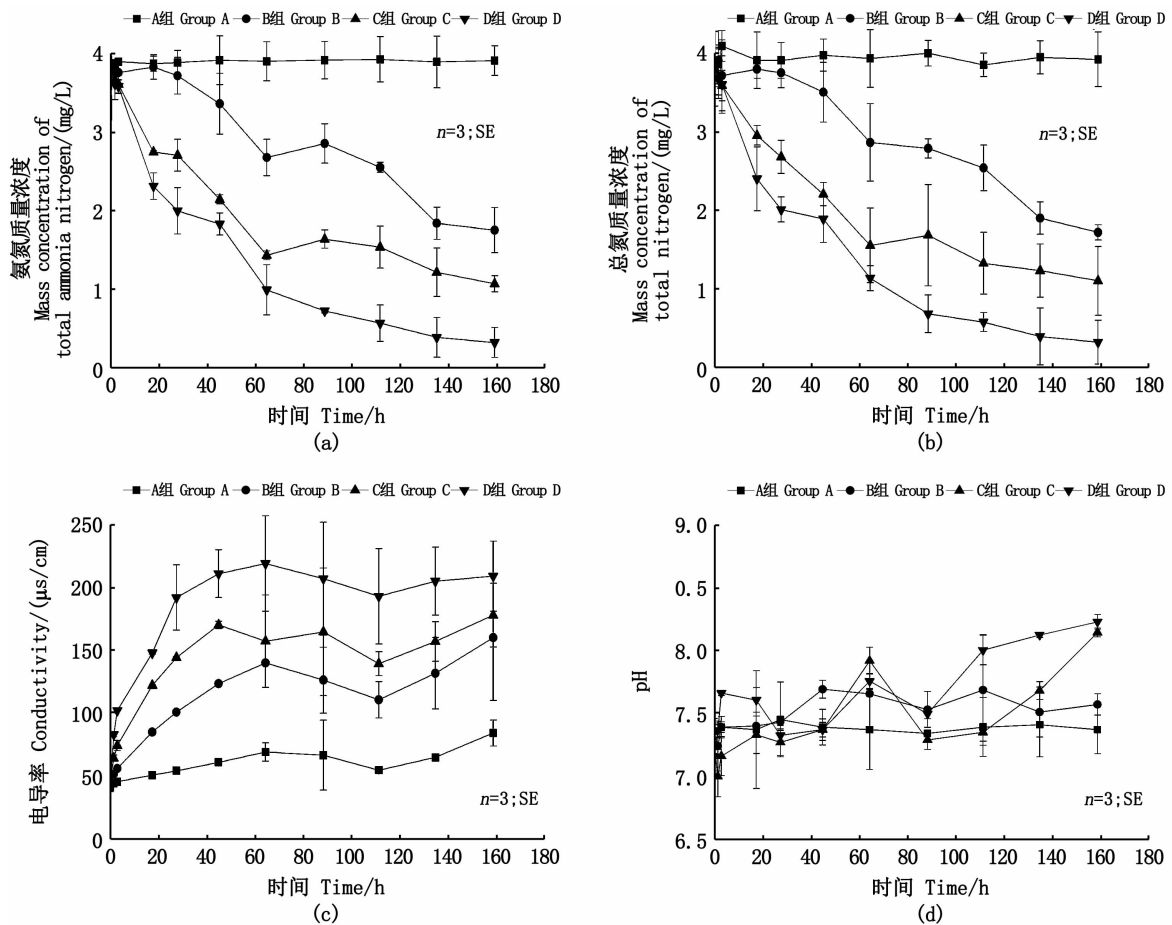 A组 Group A B组 Group B C组 Group C D组 Group D
A组 Group A B组 Group B C组 Group C D组 Group D
氨氮质量浓度
Mass concentration of
total ammonia nitrogen/(mg/L)
4
3
2
1
0
n=3;SE
0 20 40 60 80 100 120 140 160 180
时间 Time/h
(a)
总氮质量浓度
Mass concentration of
total nitrogen/(mg/L)
4
3
2
1
0
n=3;SE
0 20 40 60 80 100 120 140 160 180
时间 Time/h
(b)
A组 Group A B组 Group B C组 Group C D组 Group D
A组 Group A B组 Group B C组 Group C D组 Group D
电导率 Conductivity/(μs/cm)
250
200
150
100
50
0
n=3;SE
0 20 40 60 80 100 120 140 160 180
时间 Time/h
(c)
pH
9.0
0.5
8.0
7.5
7.0
6.5
n=3;SE
0 20 40 60 80 100 120 140 160 180
时间 Time/h
(d)